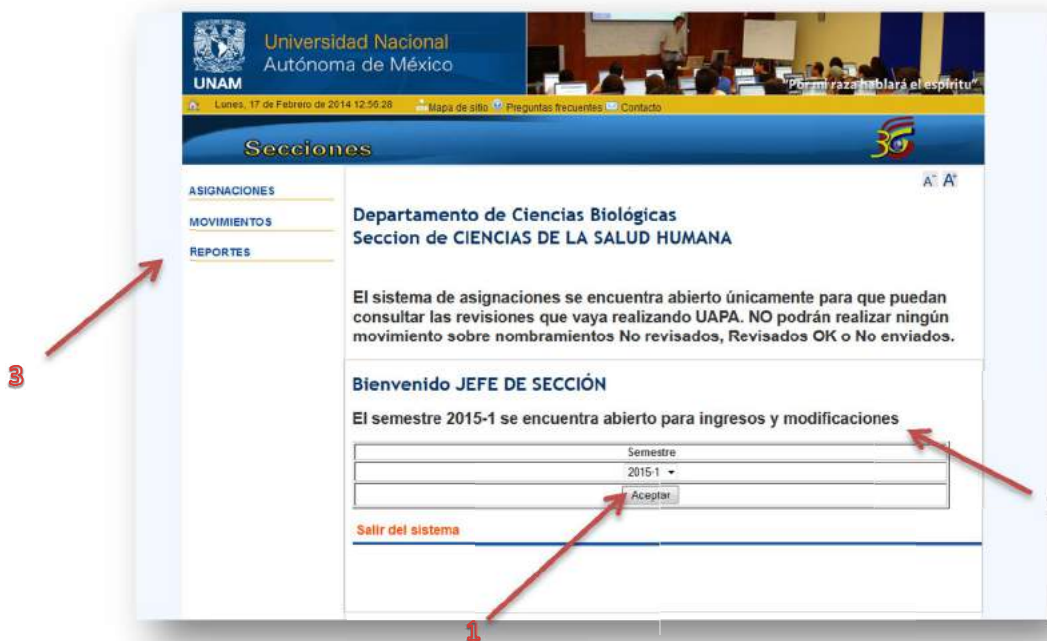 Universidad Nacional
Autónoma de México
UNAM
"Por mi raza hablará el espíritu"
Lunes, 17 de Febrero de 2014 12:56:28 Mapa de sitio Preguntas frecuentes Contacto
Secciones
A- A+
ASIGNACIONES
MOVIMIENTOS
REPORTES
Departamento de Ciencias Biológicas
Seccion de CIENCIAS DE LA SALUD HUMANA
El sistema de asignaciones se encuentra abierto únicamente para que puedan
consultar las revisiones que vaya realizando UAPA. NO podrán realizar ningún
movimiento sobre nombramientos No revisados, Revisados OK o No enviados.
3
Bienvenido JEFE DE SECCIÓN
El semestre 2015-1 se encuentra abierto para ingresos y modificaciones
Semestre
2015-1
Aceptar
Salir del sistema
1